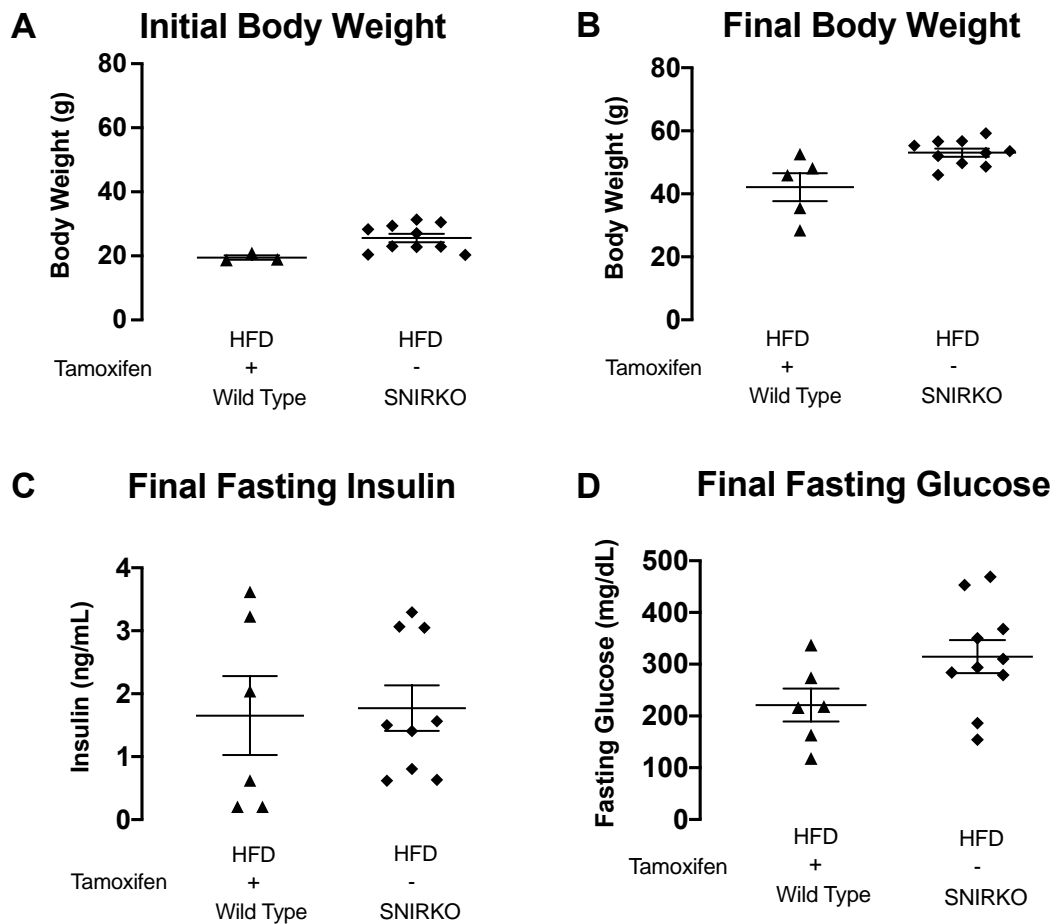 A Initial Body Weight
Body Weight (g)
80
60
40
20
0
HFD HFD
Tamoxifen + -
Wild Type SNIRKO
B Final Body Weight
Body Weight (g)
80
60
40
20
0
HFD HFD
Tamoxifen + -
Wild Type SNIRKO
C Final Fasting Insulin
Insulin (ng/mL)
4
3
2
1
0
HFD HFD
Tamoxifen + -
Wild Type SNIRKO
D Final Fasting Glucose
Fasting Glucose (mg/dL)
500
400
300
200
100
0
HFD HFD
Tamoxifen + -
Wild Type SNIRKO